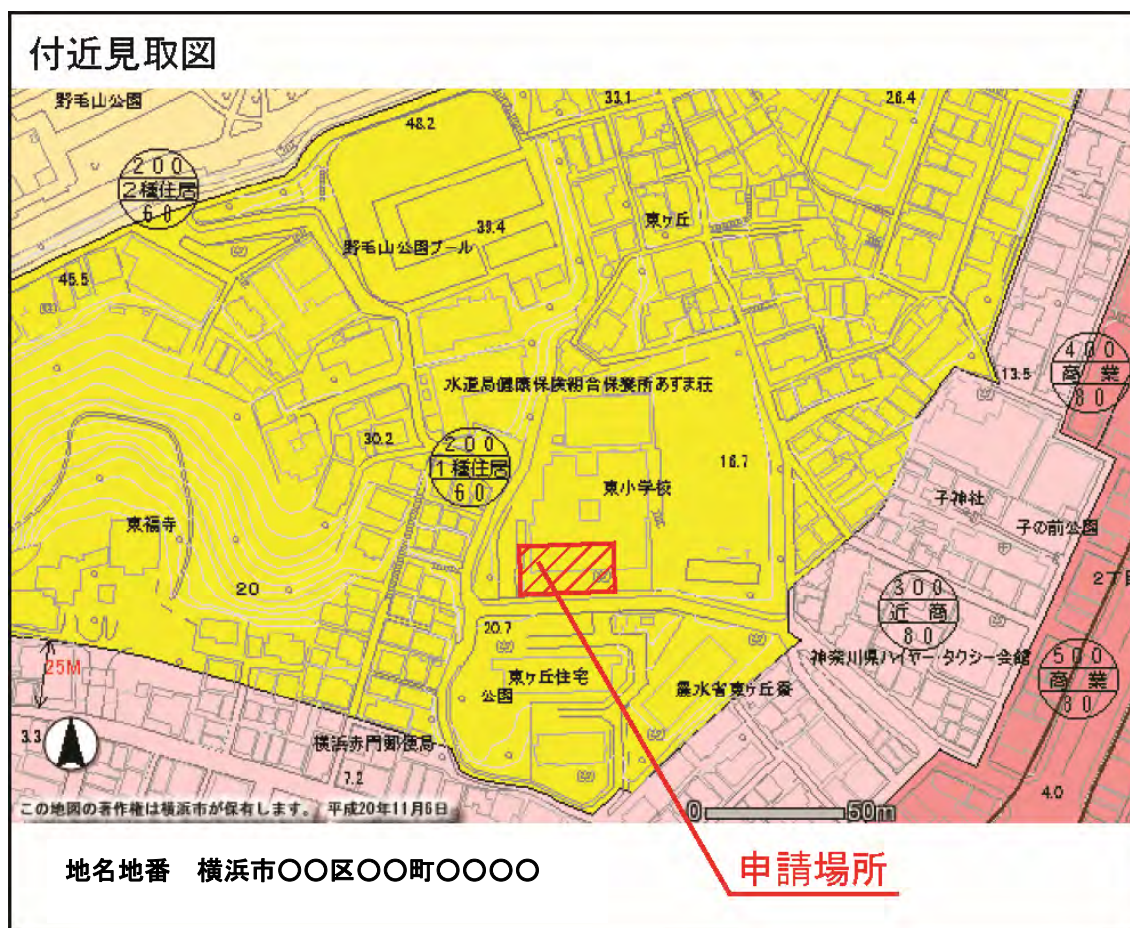 付近見取図
野毛山公園
33.1
26.4
48.2
200
2種住居
60
39.4
東ヶ丘
野毛山公園プール
45.5
400
商業
80
13.5
水道局健康保険組合保養所あずま荘
30.2
200
1種住居
60
16.7
東小学校
子神社
東福寺
子の前公園
20
2丁目
300
近商
80
20.7
神奈川県ハイヤー・タクシー会館
25M
東ヶ丘住宅
公園
農水省東ヶ丘寮
500
商業
80
3.3
横浜赤門郵便局
7.2
4.0
この地図の著作権は横浜市が保有します。 平成20年11月6日
0 50m
地名地番 横浜市〇〇区〇〇町〇〇〇〇
申請場所